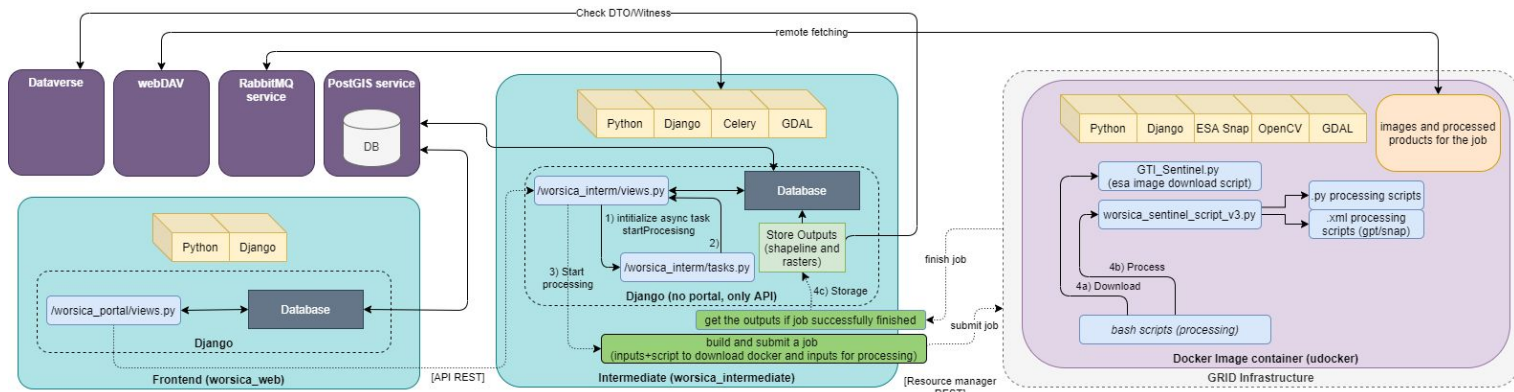 Check DTO/Witness
remote fetching
Dataverse
webDAV
RabbitMQ
service
PostGIS service
DB
Python
Django
Celery
GDAL
/worsica_interm/views.py
Database
1) intitialize async task
startProcesisng
2)
Store Outputs
(shapeline and
rasters)
/worsica_interm/tasks.py
3) Start
processing
Django (no portal, only API)
4c) Storage
get the outputs if job successfully finished
build and submit a job
(inputs+script to download docker and inputs for processing)
Intermediate (worsica_intermediate)
Python
Django
/worsica_portal/views.py
Database
Django
Frontend (worsica_web)
[API REST]
finish job
submit job
[Resource manager
Python
Django
ESA Snap
OpenCV
GDAL
images and processed
products for the job
GTI_Sentinel.py
(esa image download script)
worsica_sentinel_script_v3.py
.py processing scripts
.xml processing
scripts (gpt/snap)
4b) Process
4a) Download
bash scripts (processing)
Docker Image container (udocker)
GRID Infrastructure